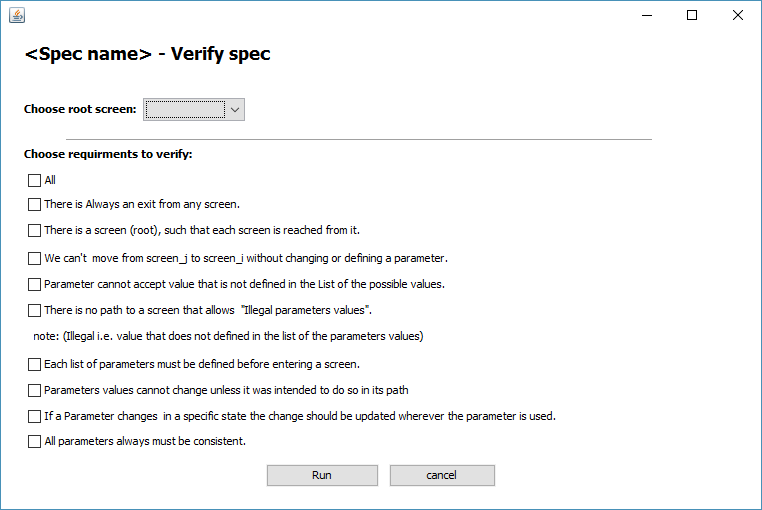 <Spec name> - Verify spec
Choose root screen:
Choose requirments to verify:
All
There is Always an exit from any screen.
There is a screen (root), such that each screen is reached from it.
We can't  move from screen_j to screen_i without changing or defining a parameter.
Parameter cannot accept value that is not defined in the List of the possible values.
There is no path to a screen that allows  "Illegal parameters values".
note: (Illegal i.e. value that does not defined in the list of the parameters values)
Each list of parameters must be defined before entering a screen.
Parameters values cannot change unless it was intended to do so in its path
If a Parameter changes  in a specific state the change should be updated wherever the parameter is used.
All parameters always must be consistent.
Run cancel